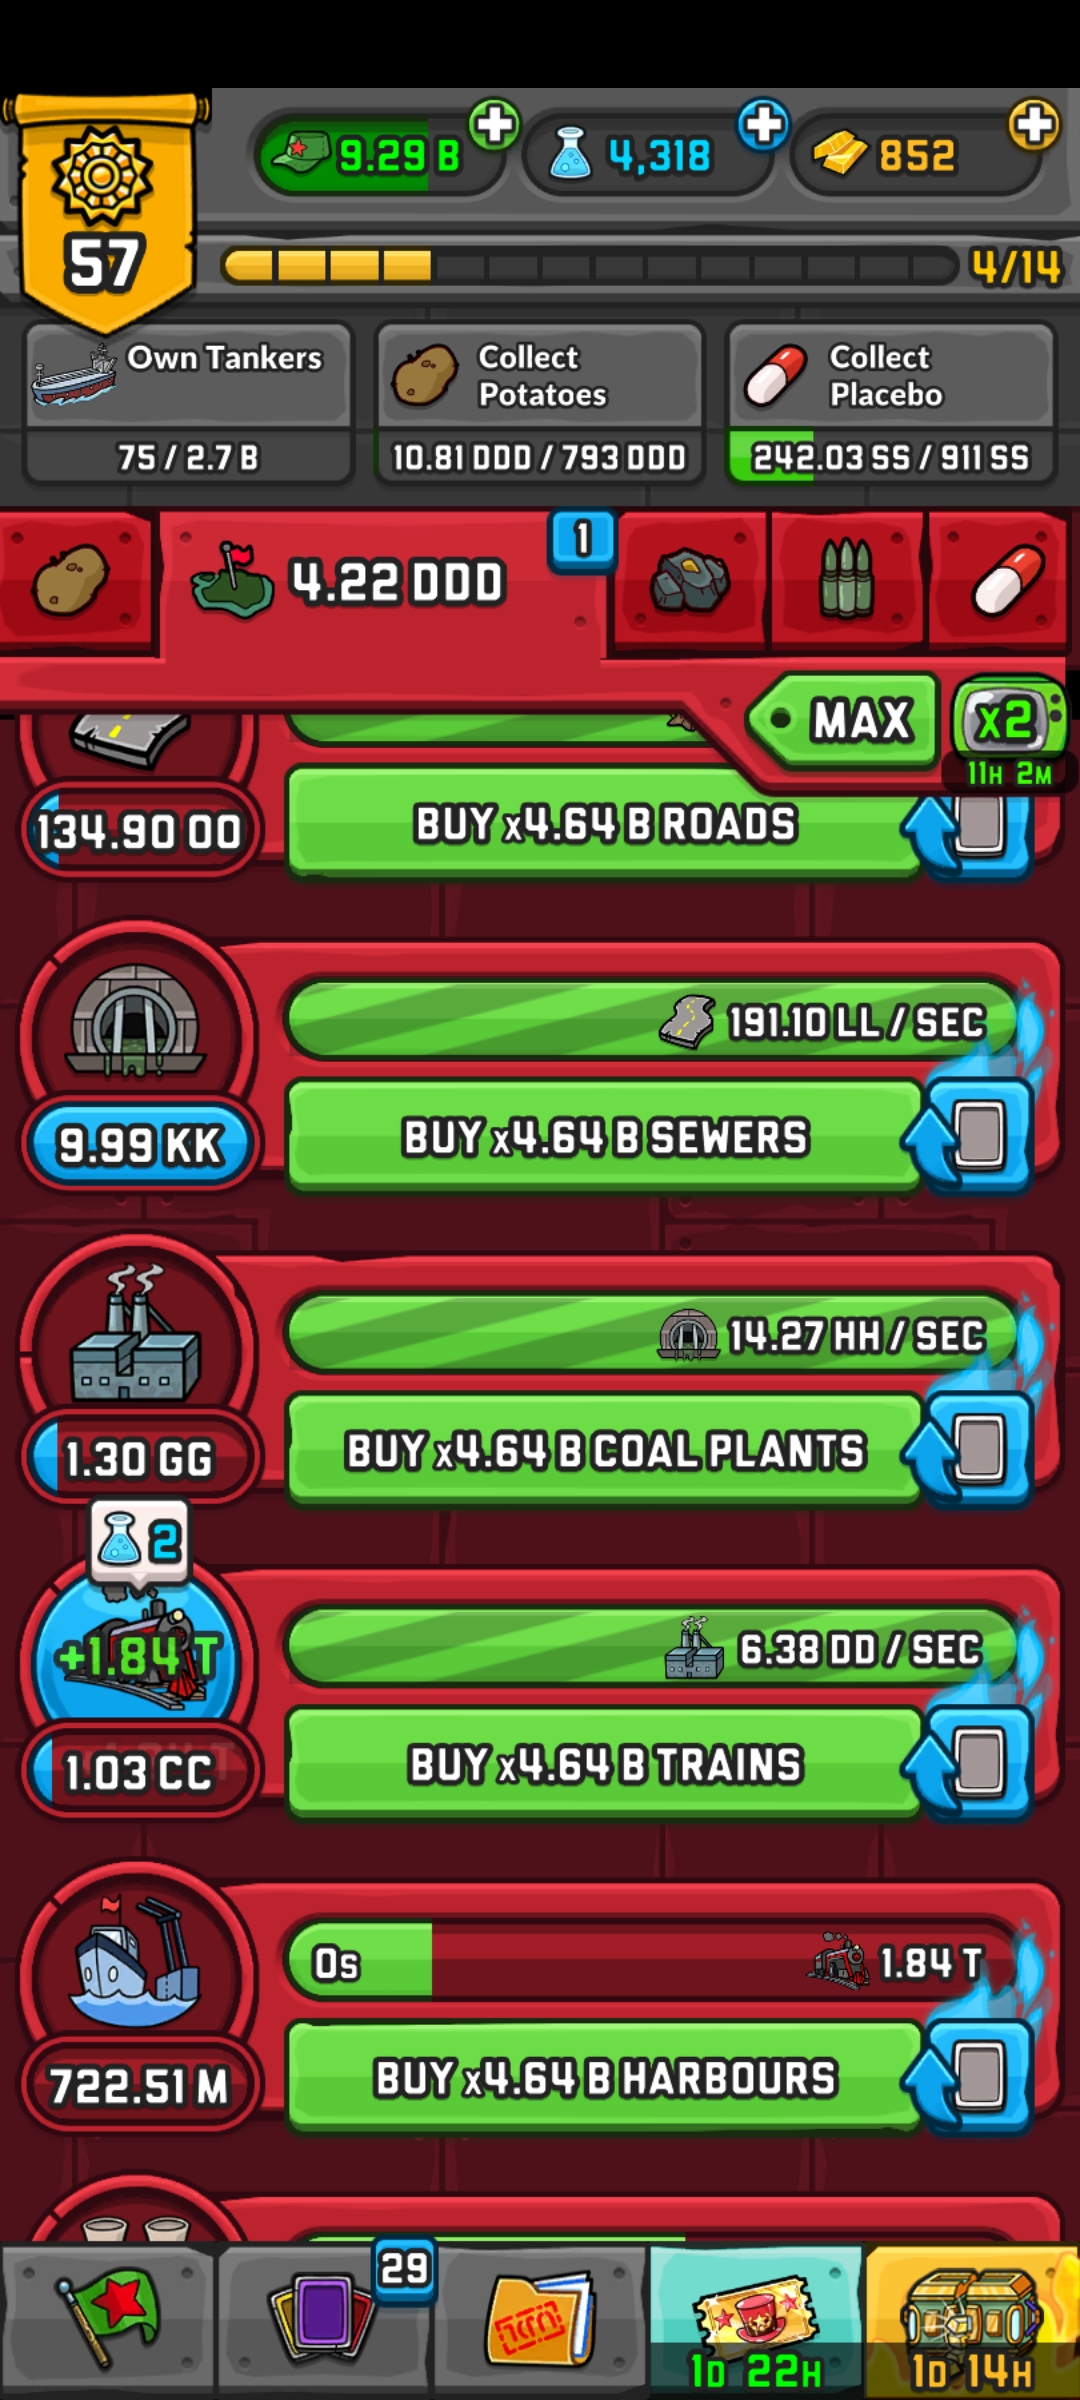 57
9.29 B
4,318
852
4/14
Own Tankers
75 / 2.7 B
Collect
Potatoes
10.81 DDD / 793 DDD
Collect
Placebo
242.03 SS / 911 SS
4.22 DDD
1
MAX
x2
11H 2M
134.90 OO
BUY x4.64 B ROADS
191.10 LL / SEC
9.99 KK
BUY x4.64 B SEWERS
14.27 HH / SEC
1.30 GG
BUY x4.64 B COAL PLANTS
2
+1.84 T
6.38 DD / SEC
1.03 CC
BUY x4.64 B TRAINS
0s
1.84 T
722.51 M
BUY x4.64 B HARBOURS
29
1D 22H
1D 14H